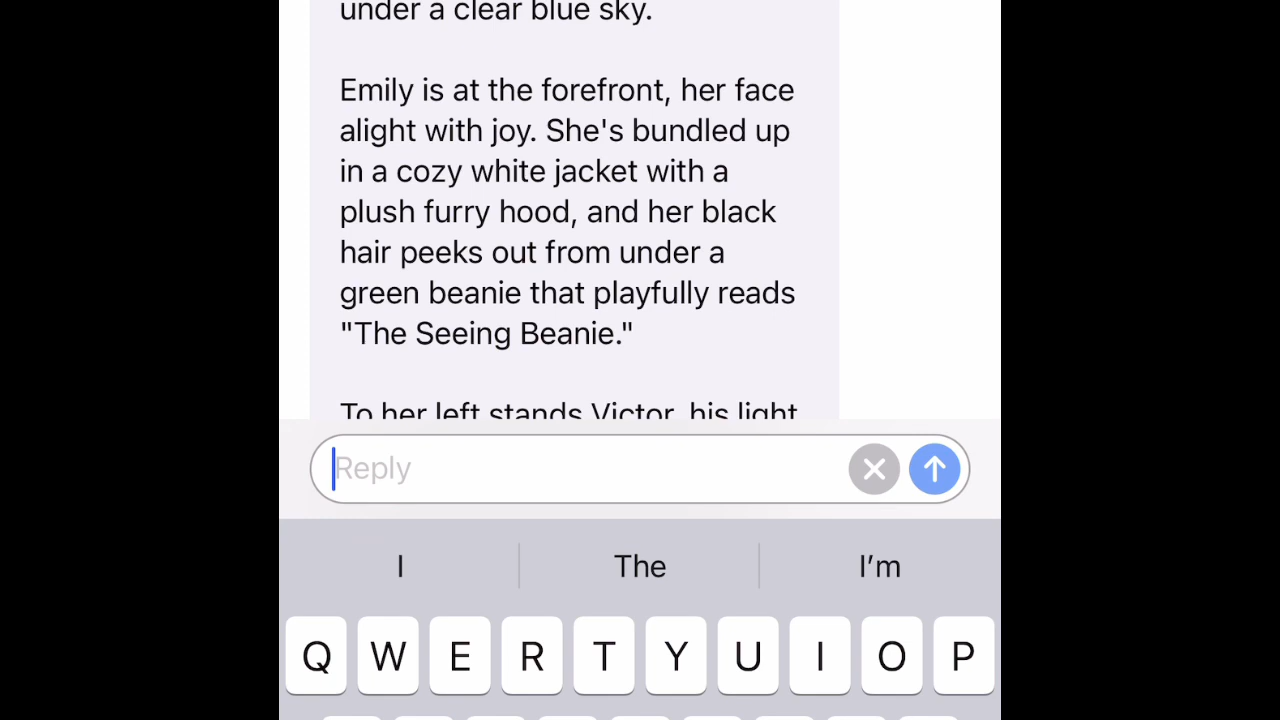 under a clear blue sky.
Emily is at the forefront, her face
alight with joy. She's bundled up
in a cozy white jacket with a
plush furry hood, and her black
hair peeks out from under a
green beanie that playfully reads
"The Seeing Beanie."
To her left stands Victor, his light
Reply
I The I'm
Q W E R T Y U I O P